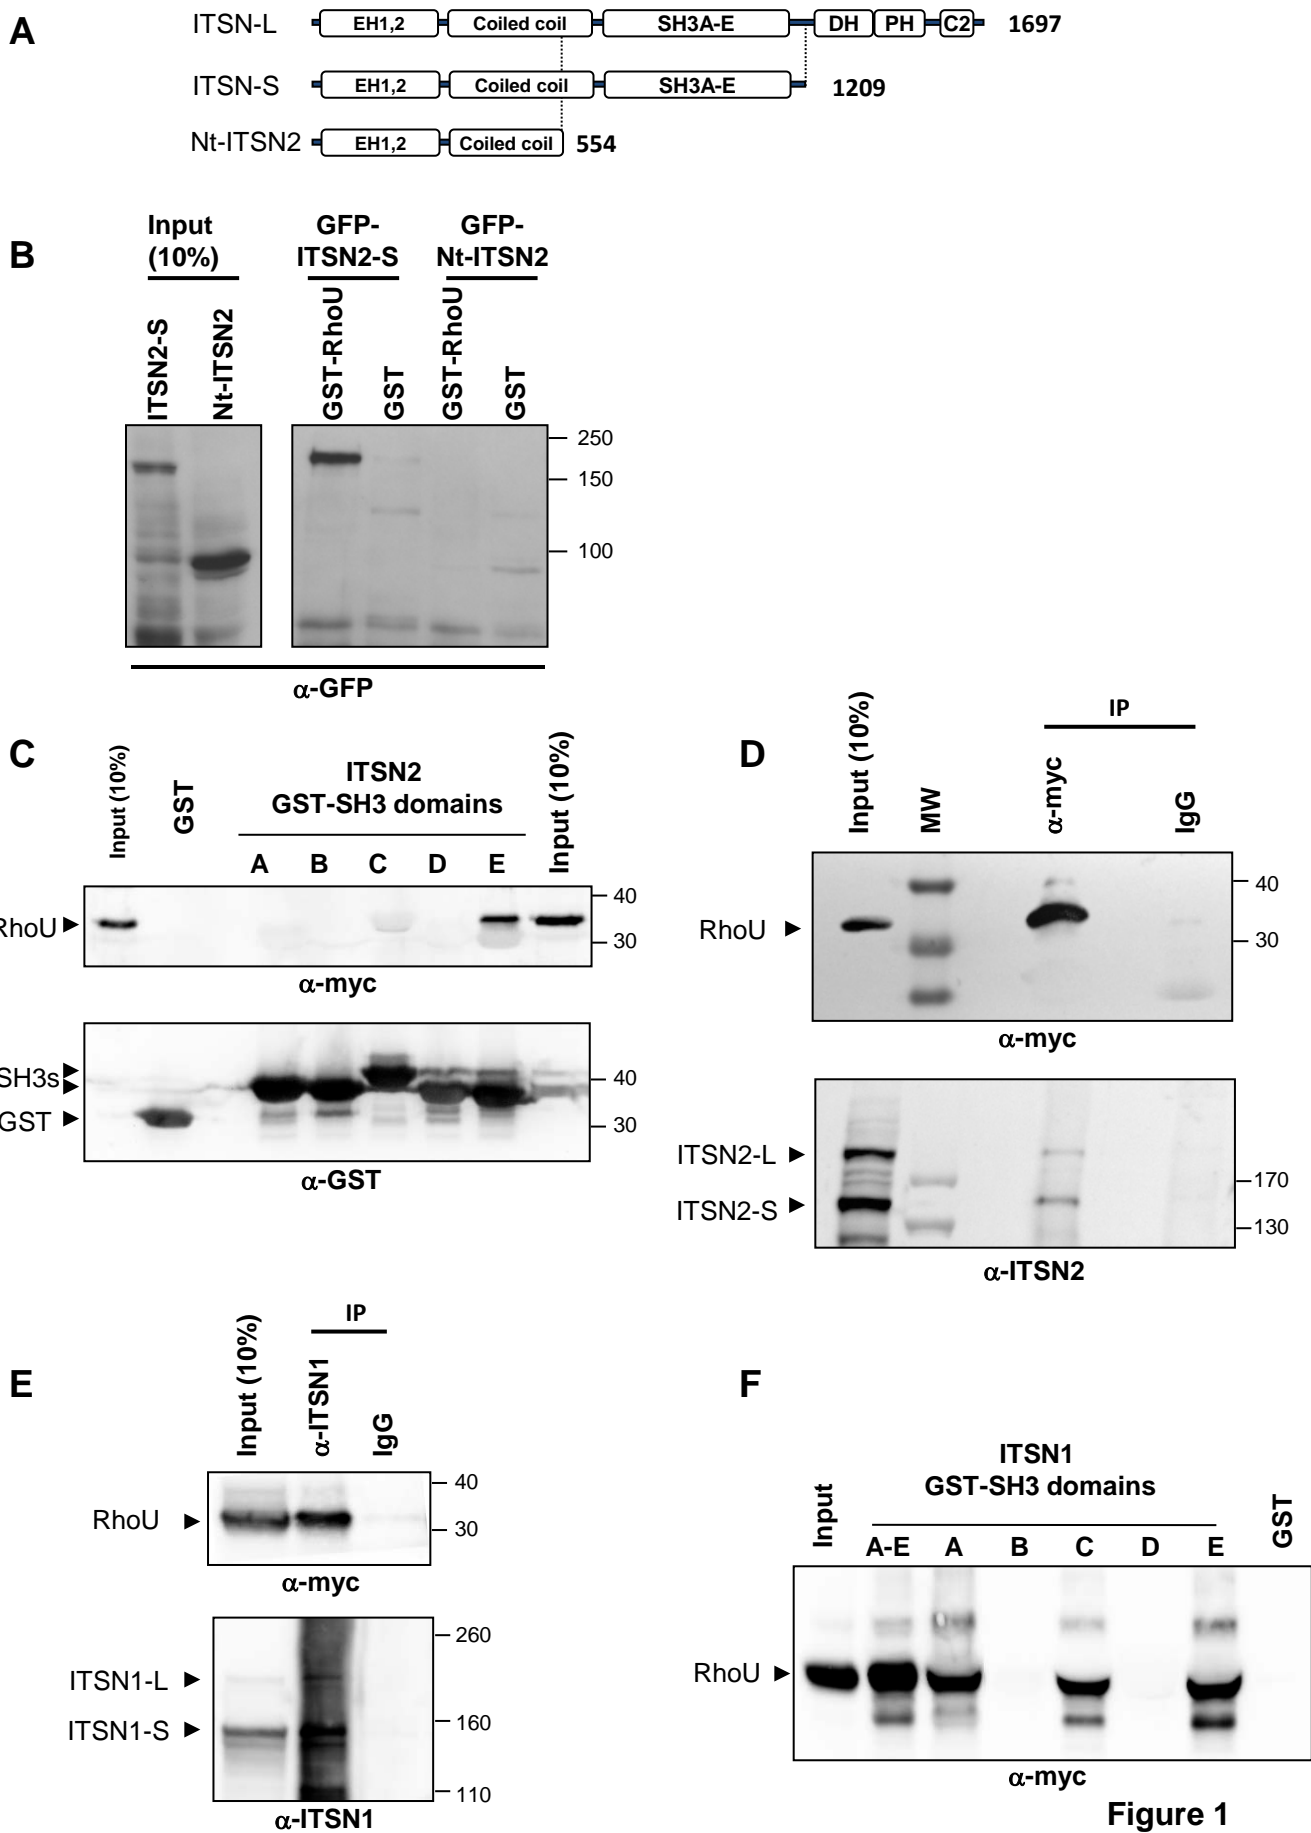 A
ITSN-L EH1,2 Coiled coil SH3A-E DH PH C2 1697
ITSN-S EH1,2 Coiled coil SH3A-E 1209
Nt-ITSN2 EH1,2 Coiled coil 554
B
Input
(10%)
GFP-
ITSN2-S
GFP-
Nt-ITSN2
ITSN2-S
Nt-ITSN2
GST-RhoU
GST
GST-RhoU
GST
250
150
100
α-GFP
C
Input (10%)
GST
ITSN2
GST-SH3 domains
A B C D E
Input (10%)
RhoU
40
30
α-myc
SH3s
GST
40
30
α-GST
D
Input (10%)
MW
IP
α-myc
IgG
RhoU
40
30
α-myc
ITSN2-L
ITSN2-S
170
130
α-ITSN2
E
Input (10%)
IP
α-ITSN1
IgG
RhoU
40
30
α-myc
ITSN1-L
ITSN1-S
260
160
110
α-ITSN1
F
Input
ITSN1
GST-SH3 domains
A-E A B C D E
GST
RhoU
α-myc
Figure 1